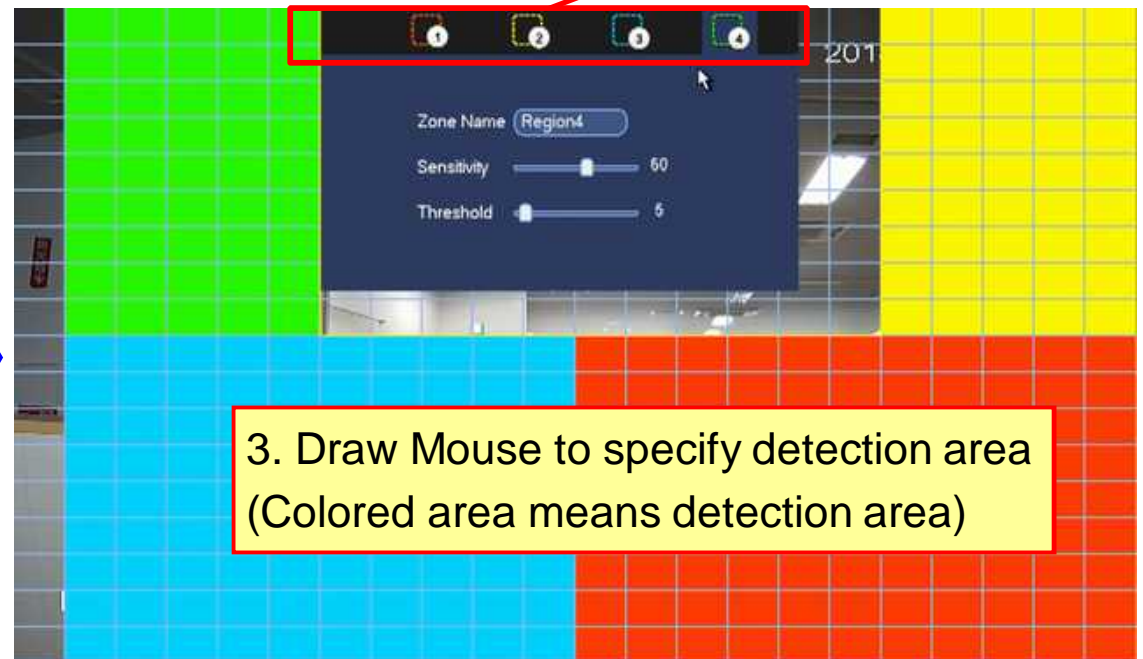 1 2 3 4
201
Zone Name Region4
Sensitivity 60
Threshold 5
3. Draw Mouse to specify detection area
(Colored area means detection area)